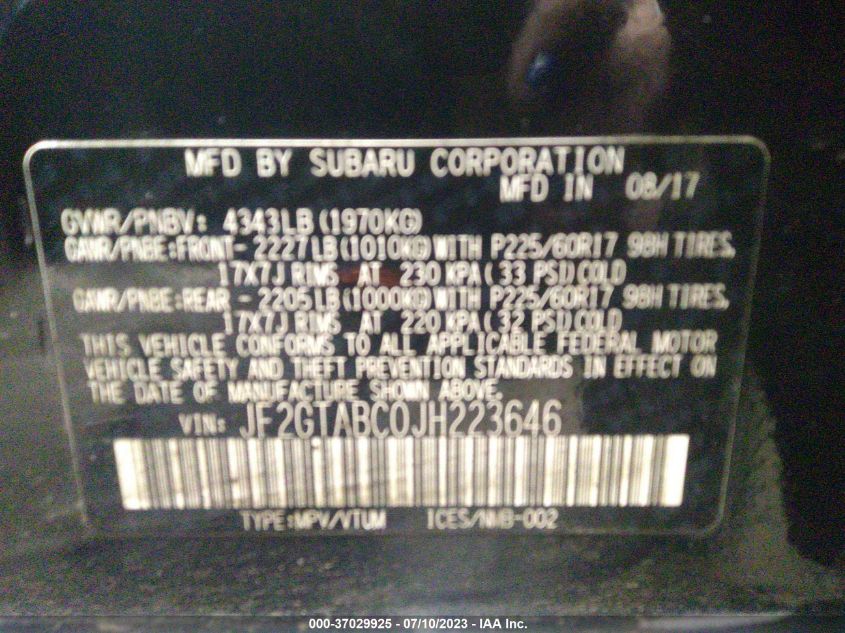 MFD BY SUBARU CORPORATION
MFD IN 08/17
GVWR/PNBV: 4343LB (1970KG)
GAWR/PNBE:FRONT- 2227LB (1010KG) WITH P225/60R17 98H TIRES,
17X7J RIMS AT 230 KPA ( 33 PSI) COLD
GAWR/PNBE:REAR - 2205LB (1000KG) WITH P225/60R17 98H TIRES,
17X7J RIMS AT 220 KPA ( 32 PSI) COLD
THIS VEHICLE CONFORMS TO ALL APPLICABLE FEDERAL MOTOR
VEHICLE SAFETY AND THEFT PREVENTION STANDARDS IN EFFECT ON
THE DATE OF MANUFACTURE SHOWN ABOVE.
VIN: JF2GTABC0JH223646
TYPE:MPV/VTUM ICES/NMB-002
000-37029925 - 07/10/2023 - IAA Inc.